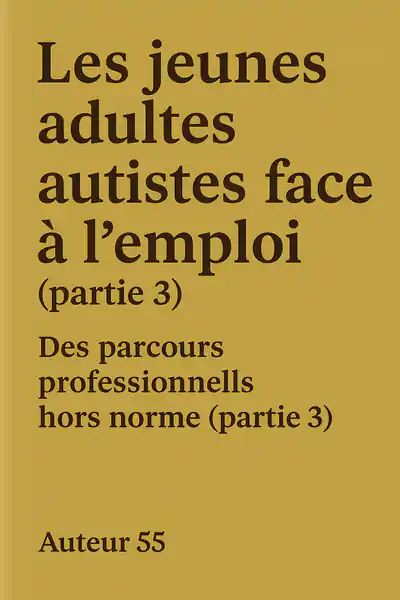 Les jeunes
adultes
autistes face
à l’emploi
(partie 3)
Des parcours
professionnells
hors norme (partie 3)
Auteur 55